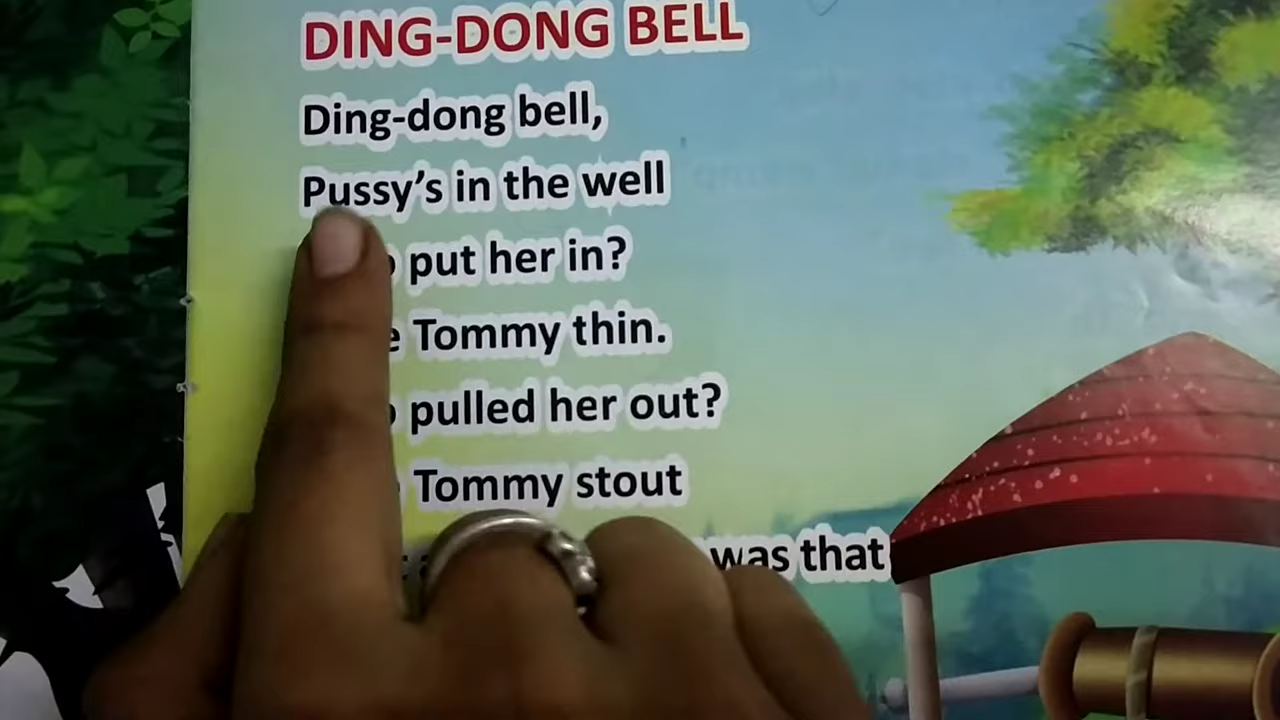 DING-DONG BELL
Ding-dong bell,
Pussy's in the well
put her in?
Tommy thin.
pulled her out?
Tommy stout
was that